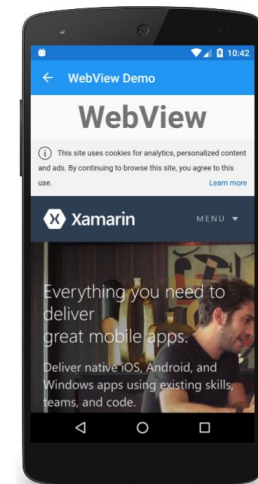 10:42
WebView Demo
WebView
This site uses cookies for analytics, personalized content
and ads. By continuing to browse this site, you agree to this
use. Learn more
Xamarin MENU
Everything you need to
deliver
great mobile apps.
Deliver native iOS, Android, and
Windows apps using existing skills,
teams, and code.